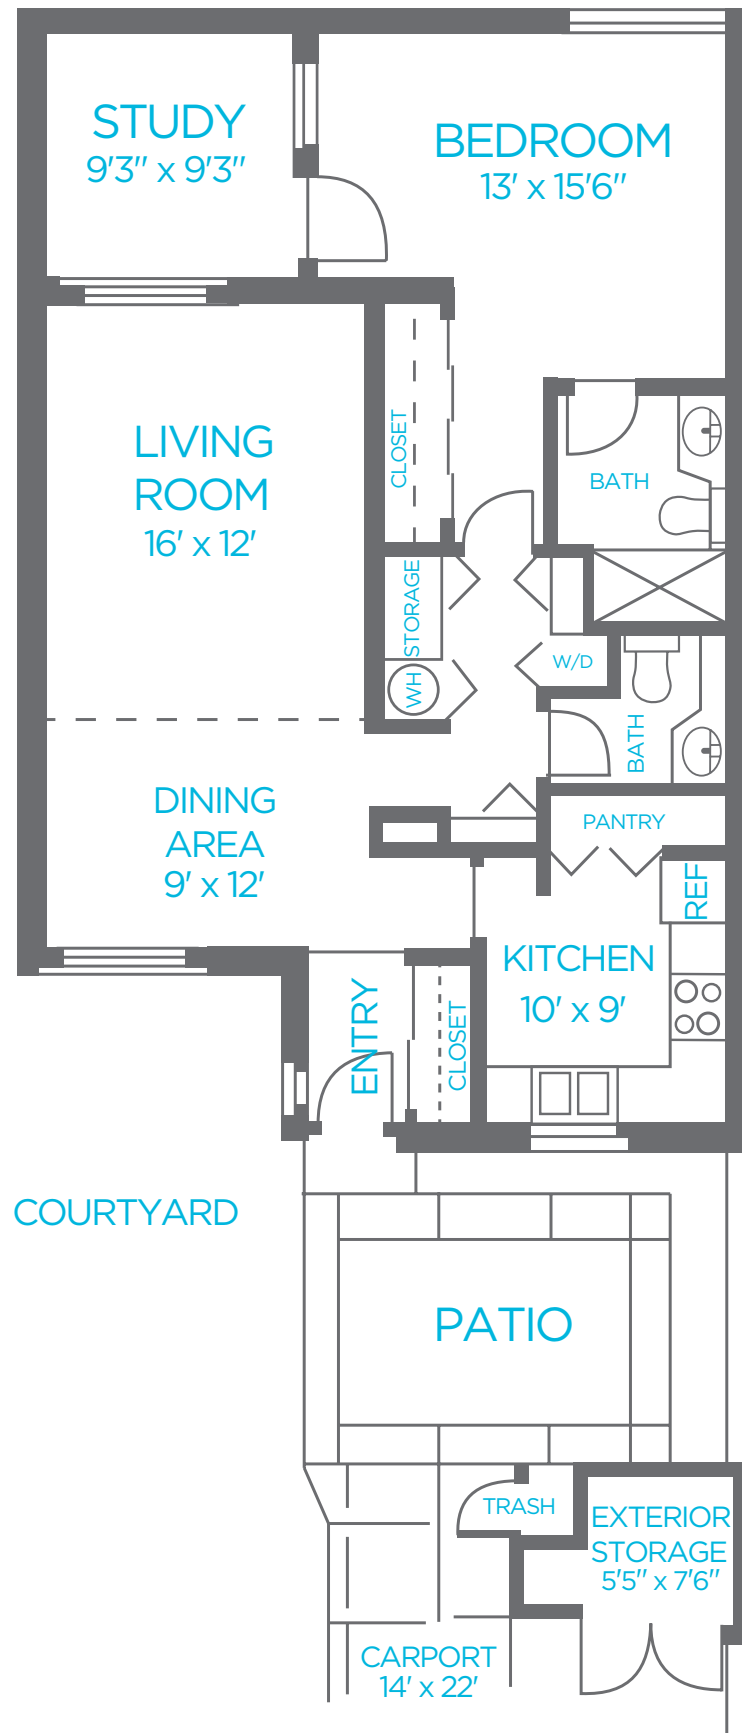 STUDY
9'3" x 9'3"
BEDROOM
13' x 15'6"
LIVING
ROOM
16' x 12'
CLOSET
BATH
STORAGE
WH
W/D
BATH
DINING
AREA
9' x 12'
PANTRY
REF
KITCHEN
10' x 9'
ENTRY
CLOSET
COURTYARD
PATIO
TRASH
EXTERIOR
STORAGE
5'5" x 7'6"
CARPORT
14' x 22'